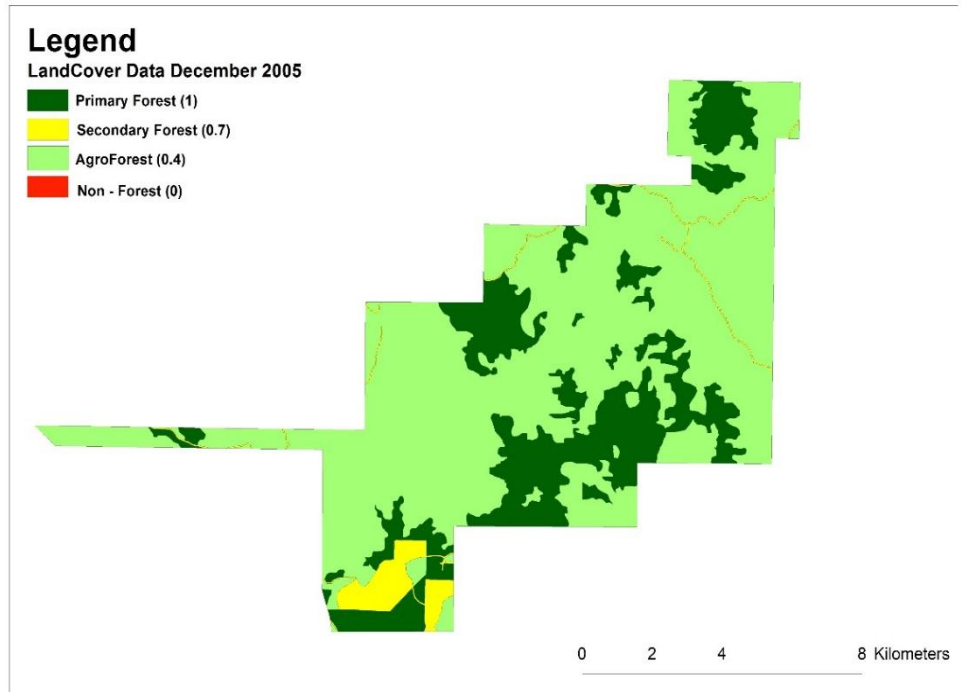 Legend
LandCover Data December 2005
Primary Forest (1)
Secondary Forest (0.7)
AgroForest (0.4)
Non - Forest (0)
0 2 4 8 Kilometers